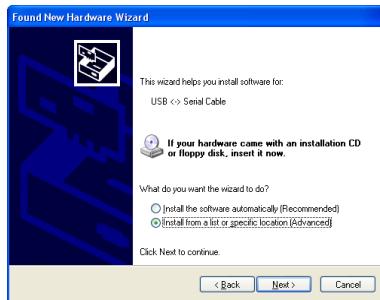 Found New Hardware Wizard
This wizard helps you install software for:
USB <-> Serial Cable
If your hardware came with an installation CD
or floppy disk, insert it now.
What do you want the wizard to do?
Install the software automatically (Recommended)
Install from a list or specific location (Advanced)
Click Next to continue.
< Back Next > Cancel